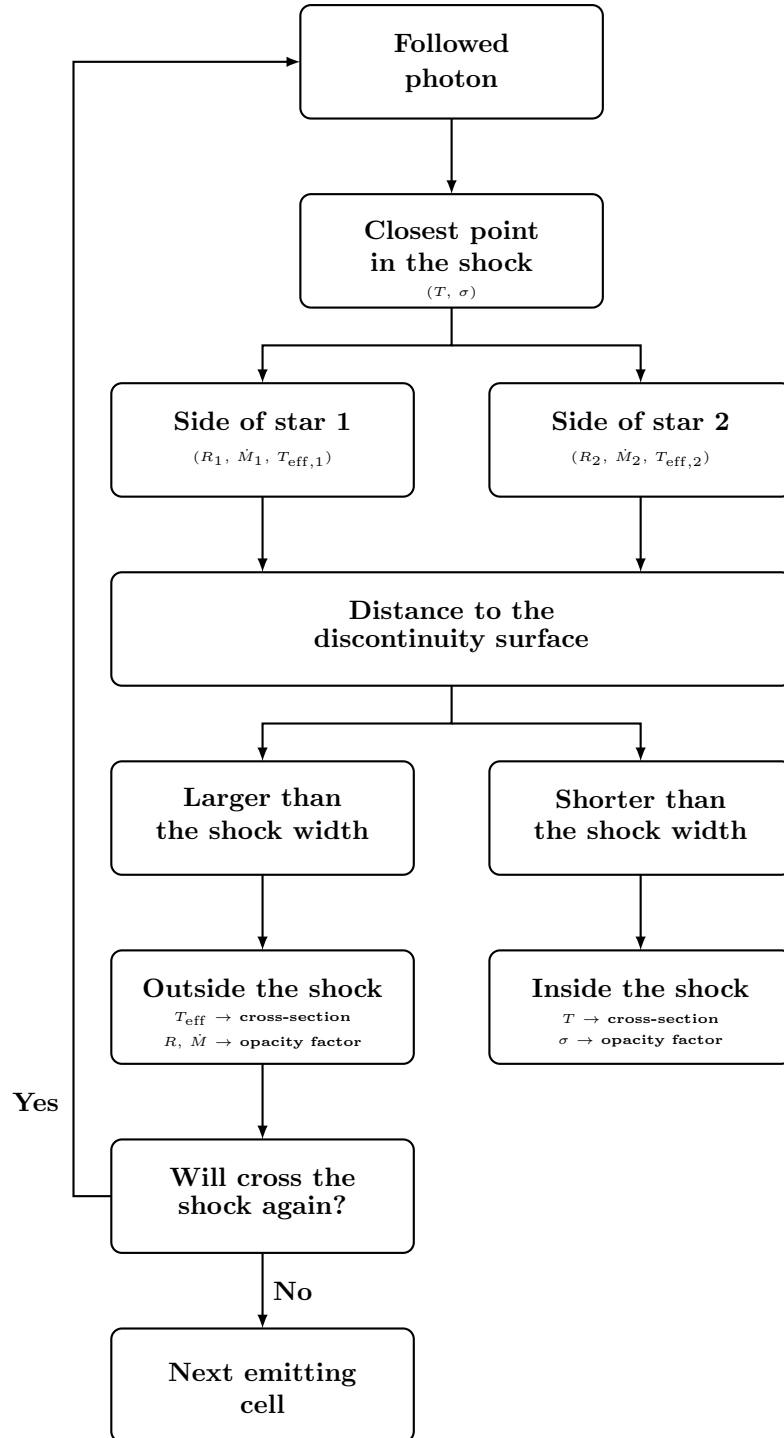 Followed
photon
Closest point
in the shock
(T, σ)
Side of star 1
(R₁, Ṁ₁, T_eff,1)
Side of star 2
(R₂, Ṁ₂, T_eff,2)
Distance to the
discontinuity surface
Larger than
the shock width
Shorter than
the shock width
Outside the shock
T_eff → cross-section
R, Ṁ → opacity factor
Inside the shock
T → cross-section
σ → opacity factor
Yes
Will cross the
shock again?
No
Next emitting
cell